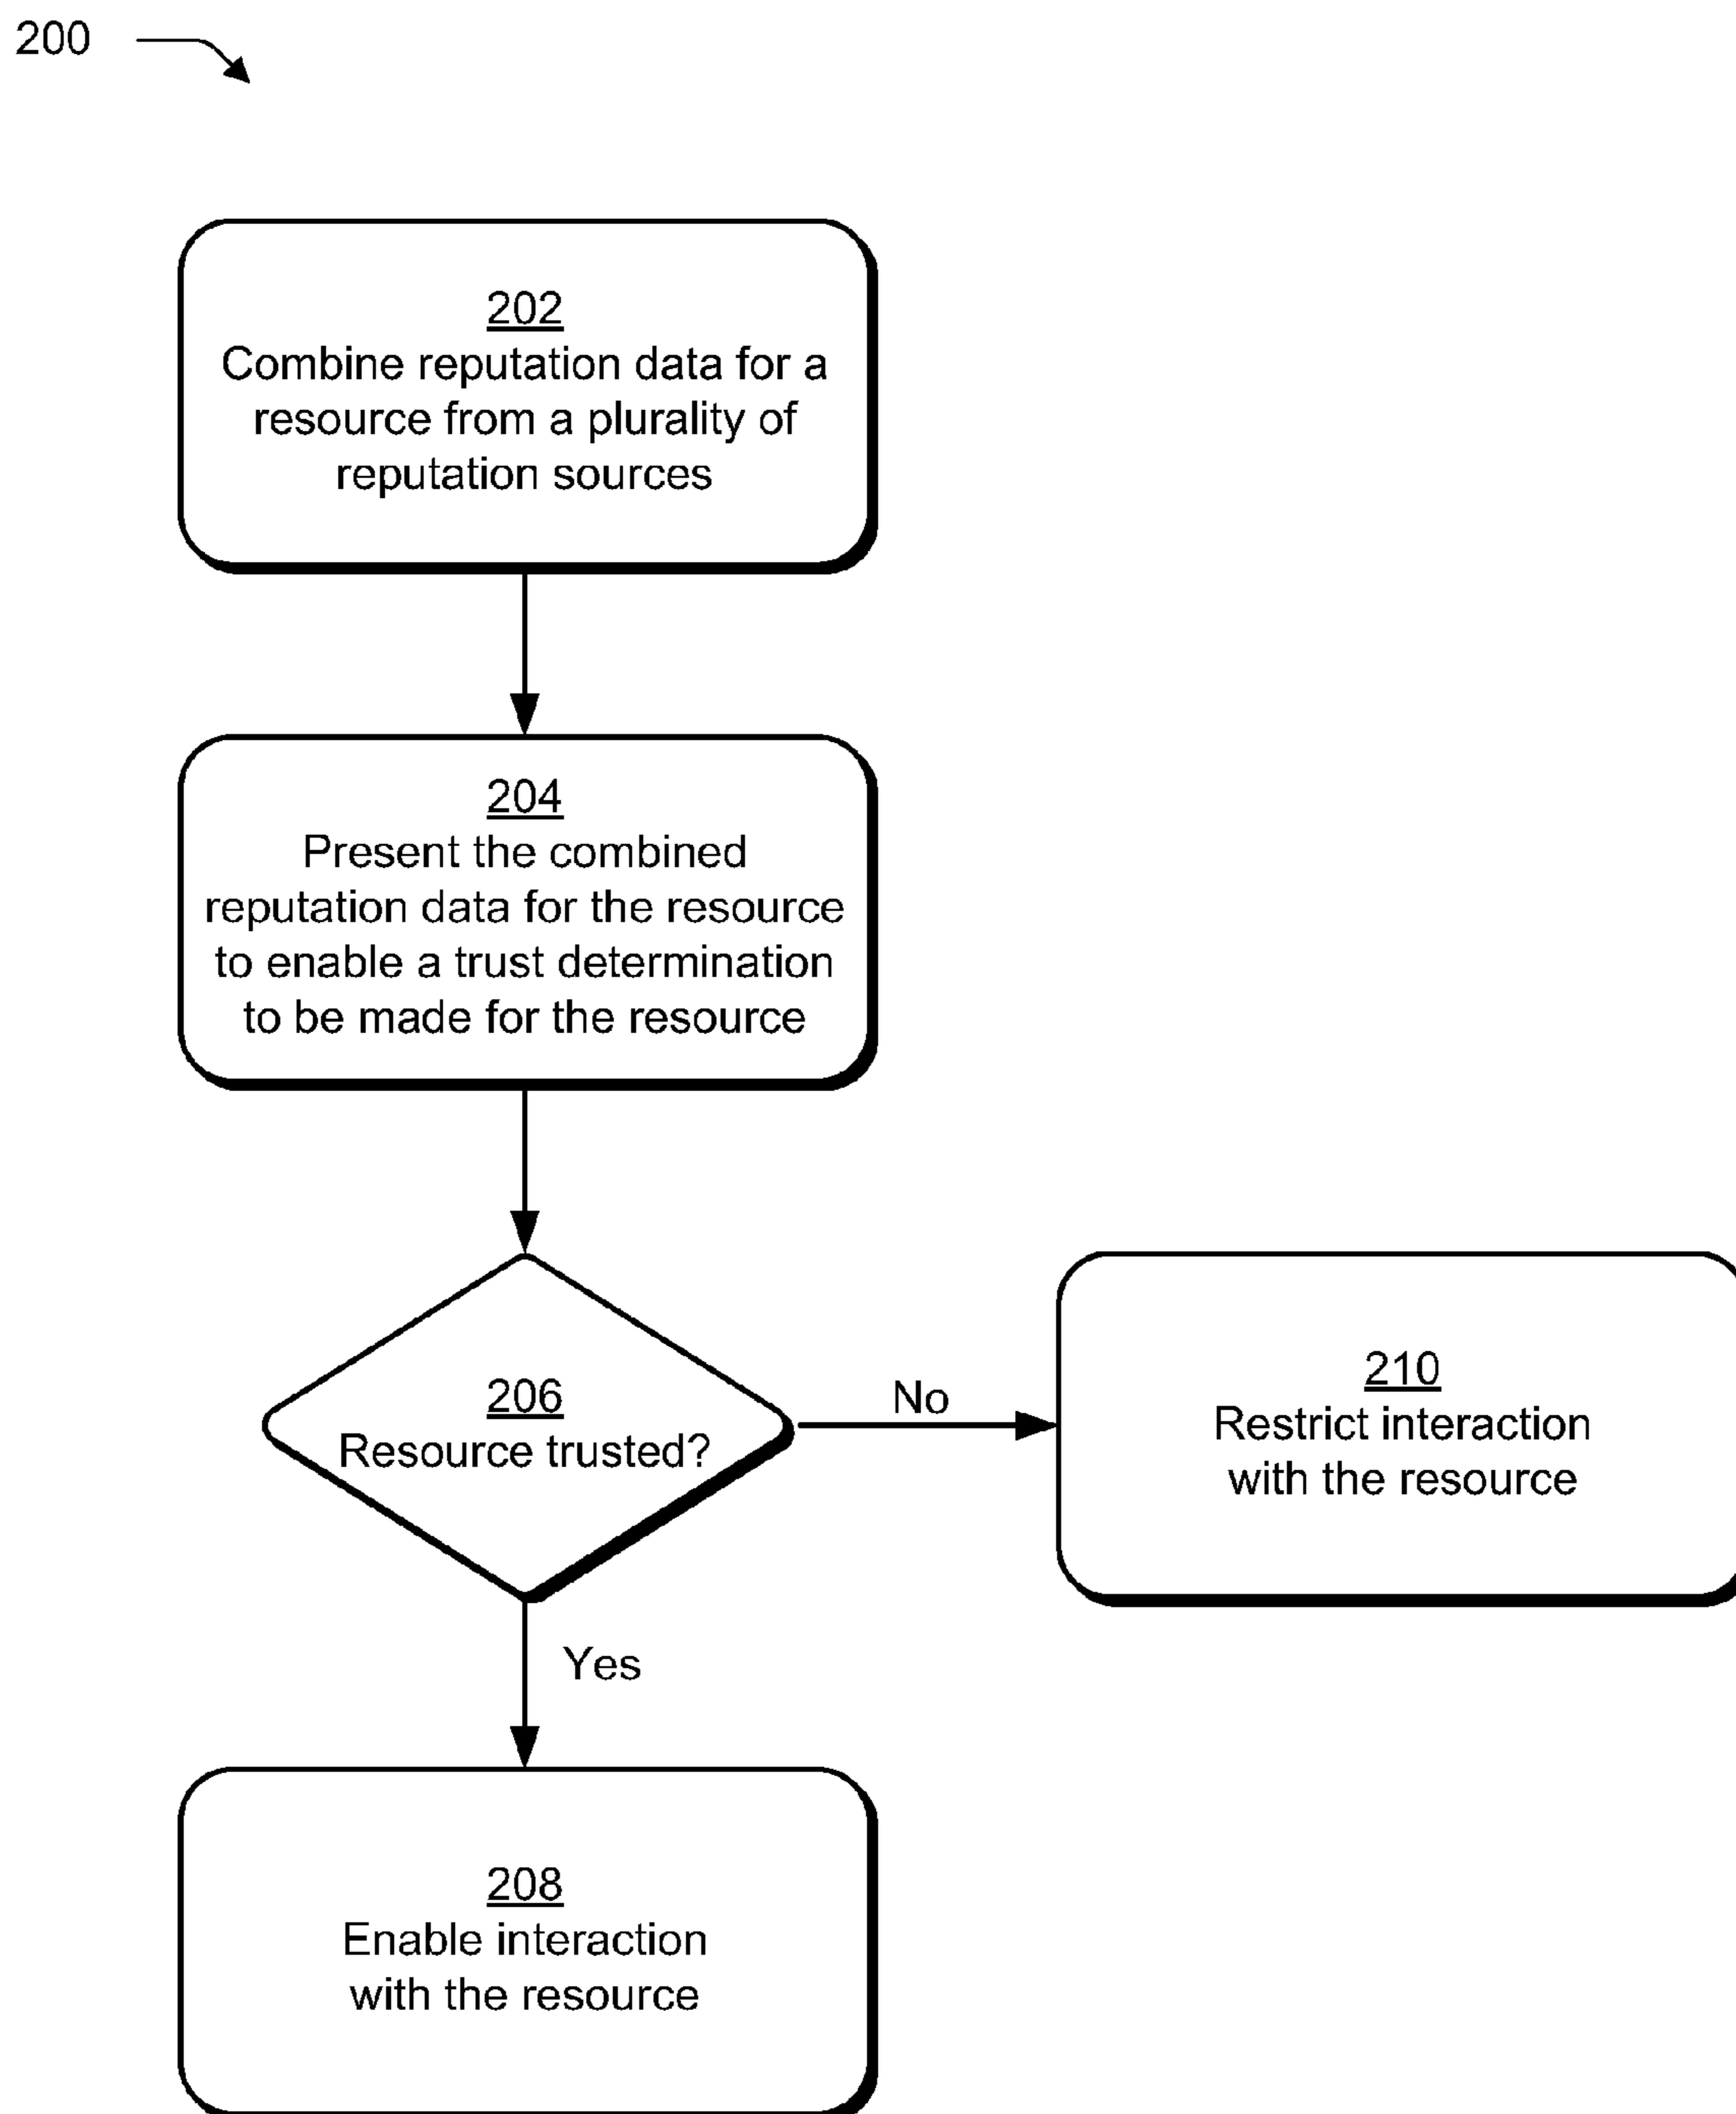 200
202
Combine reputation data for a
resource from a plurality of
reputation sources
204
Present the combined
reputation data for the resource
to enable a trust determination
to be made for the resource
206
Resource trusted?
No
210
Restrict interaction
with the resource
Yes
208
Enable interaction
with the resource